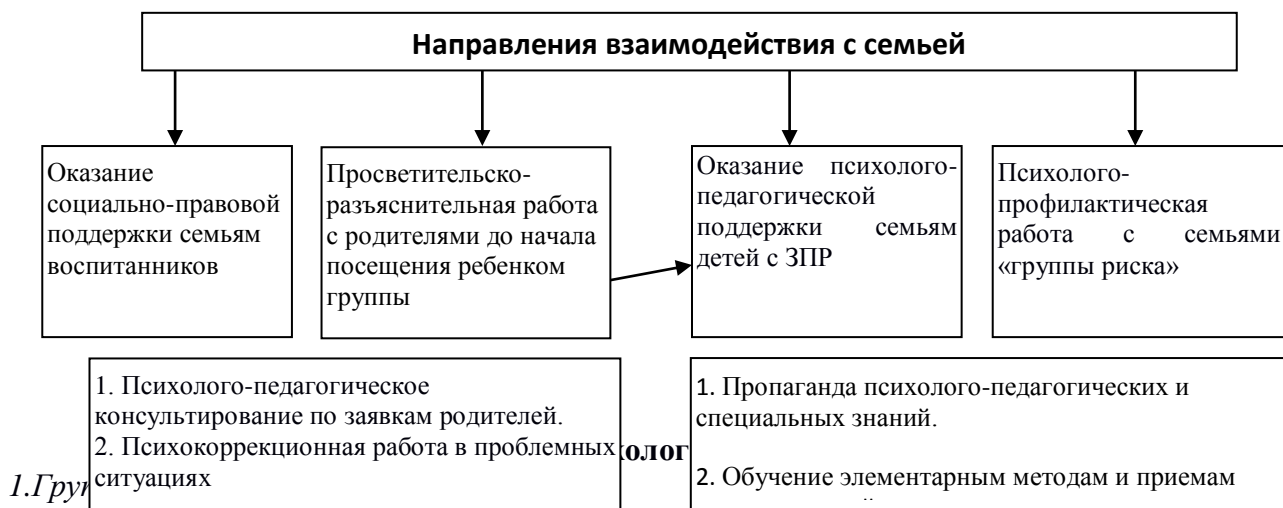 Направления взаимодействия с семьей
Оказание
социально-правовой
поддержки семьям
воспитанников
Просветительско-
разъяснительная работа
с родителями до начала
посещения ребенком
группы
Оказание психолого-
педагогической
поддержки семьям
детей с ЗПР
Психолого-
профилактическая
работа с семьями
«группы риска»
1. Психолого-педагогическое
консультирование по заявкам родителей.
2. Психокоррекционная работа в проблемных
ситуациях
1. Пропаганда психолого-педагогических и
специальных знаний.
2. Обучение элементарным методам и приемам